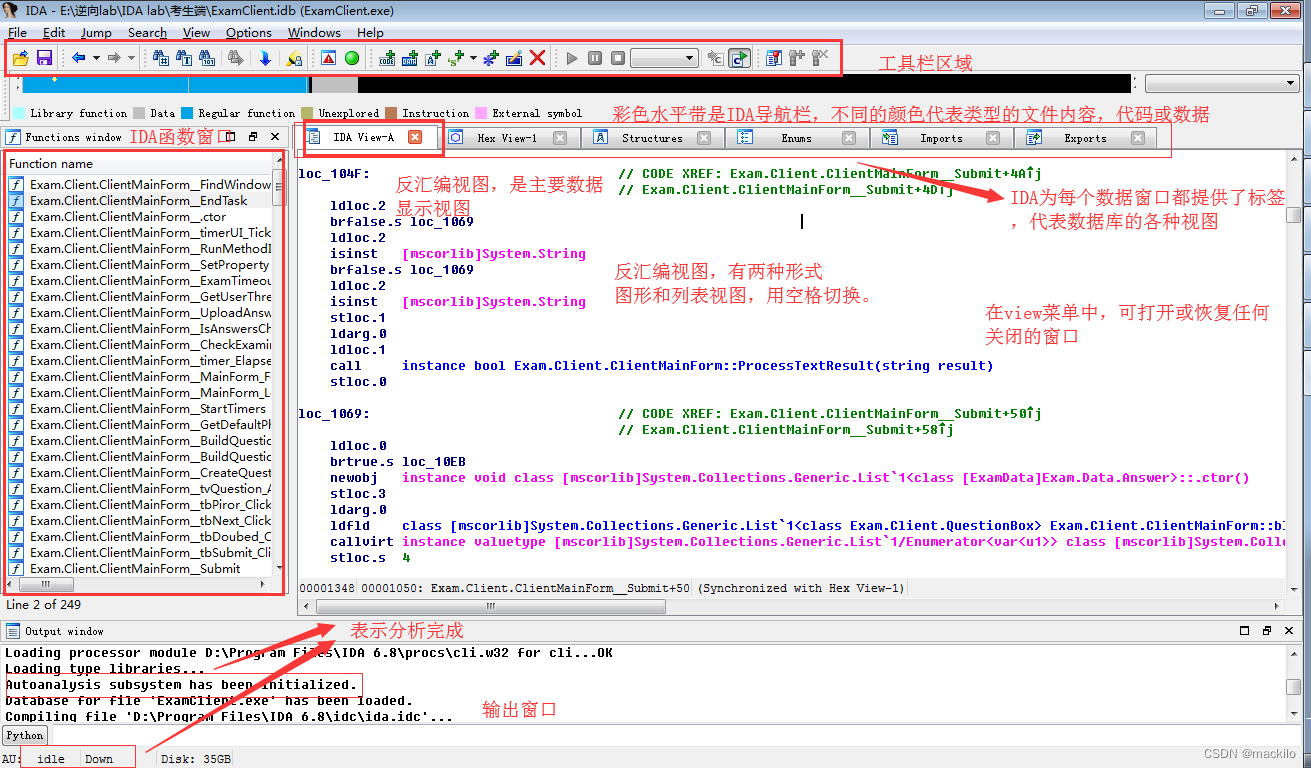 IDA - E:\逆向lab\IDA lab\考生端\ExamClient.idb (ExamClient.exe)
File Edit Jump Search View Options Windows Help
工具栏区域
Library function Data Regular function Unexplored Instruction External symbol
彩色水平带是IDA导航栏，不同的颜色代表类型的文件内容，代码或数据
Functions window IDA函数窗口
IDA View-A Hex View-1 Structures Enums Imports Exports
Function name
Exam.Client.ClientMainForm__FindWindow
Exam.Client.ClientMainForm__EndTask
Exam.Client.ClientMainForm__.ctor
Exam.Client.ClientMainForm__timerUI_Tick
Exam.Client.ClientMainForm__RunMethodI
Exam.Client.ClientMainForm__SetProperty
Exam.Client.ClientMainForm__ExamTimeou
Exam.Client.ClientMainForm__GetUserThre
Exam.Client.ClientMainForm__UploadAnsw
Exam.Client.ClientMainForm__IsAnswersCh
Exam.Client.ClientMainForm__CheckExami
Exam.Client.ClientMainForm__timer_Elapse
Exam.Client.ClientMainForm__MainForm_F
Exam.Client.ClientMainForm__MainForm_L
Exam.Client.ClientMainForm__StartTimers
Exam.Client.ClientMainForm__GetDefaultPh
Exam.Client.ClientMainForm__BuildQuestio
Exam.Client.ClientMainForm__BuildQuestio
Exam.Client.ClientMainForm__CreateQuest
Exam.Client.ClientMainForm__tvQuestion_A
Exam.Client.ClientMainForm__tbPiror_Click
Exam.Client.ClientMainForm__tbNext_Click
Exam.Client.ClientMainForm__tbDoubed_C
Exam.Client.ClientMainForm__tbSubmit_Cli
Exam.Client.ClientMainForm__Submit
Line 2 of 249
loc_104F: // CODE XREF: Exam.Client.ClientMainForm__Submit+4A↑j
// Exam.Client.ClientMainForm__Submit+4D↑j
反汇编视图，是主要数据
显示视图
IDA为每个数据窗口都提供了标签
，代表数据库的各种视图
ldloc.2
brfalse.s loc_1069
ldloc.2
isinst [mscorlib]System.String
brfalse.s loc_1069
ldloc.2
isinst [mscorlib]System.String
stloc.1
ldarg.0
ldloc.1
call instance bool Exam.Client.ClientMainForm::ProcessTextResult(string result)
stloc.0
反汇编视图，有两种形式
图形和列表视图，用空格切换。
在view菜单中，可打开或恢复任何
关闭的窗口
loc_1069: // CODE XREF: Exam.Client.ClientMainForm__Submit+50↑j
// Exam.Client.ClientMainForm__Submit+58↑j
ldloc.0
brtrue.s loc_10EB
newobj instance void class [mscorlib]System.Collections.Generic.List`1<class [ExamData]Exam.Data.Answer>::.ctor()
stloc.3
ldarg.0
ldfld class [mscorlib]System.Collections.Generic.List`1<class Exam.Client.QuestionBox> Exam.Client.ClientMainForm::bl
callvirt instance valuetype [mscorlib]System.Collections.Generic.List`1/Enumerator<var<u1>> class [mscorlib]System.Colle
stloc.s 4
00001348 00001050: Exam.Client.ClientMainForm__Submit+50 (Synchronized with Hex View-1)
Output window
表示分析完成
Loading processor module D:\Program Files\IDA 6.8\procs\cli.w32 for cli...OK
Loading type libraries...
Autoanalysis subsystem has been initialized.
Database for file 'ExamClient.exe' has been loaded.
Compiling file 'D:\Program Files\IDA 6.8\idc\ida.idc'...
输出窗口
Python
AU: idle Down Disk: 35GB
CSDN @mackilo